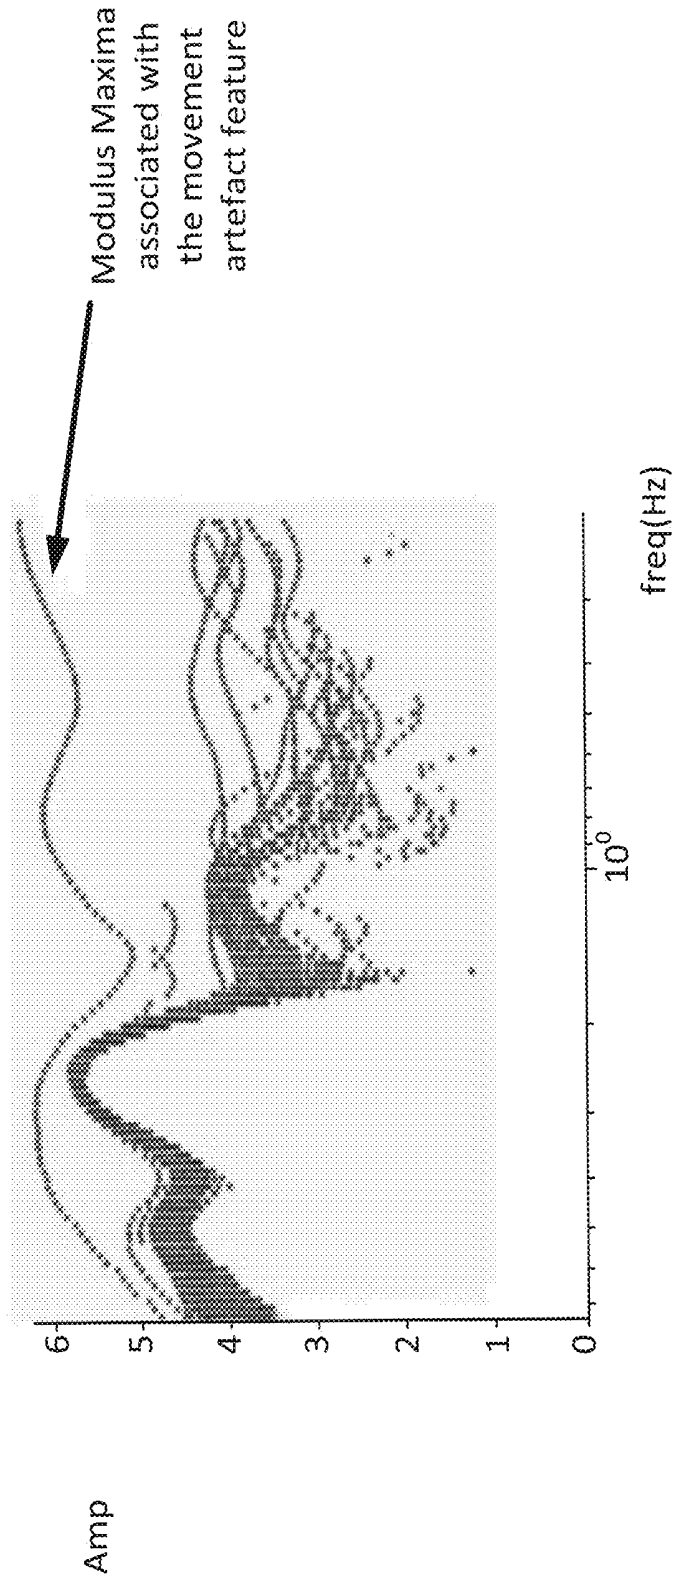 Modulus Maxima
associated with
the movement
artefact feature
Amp
6
5
4
3
2
1
0
10⁰
freq(Hz)